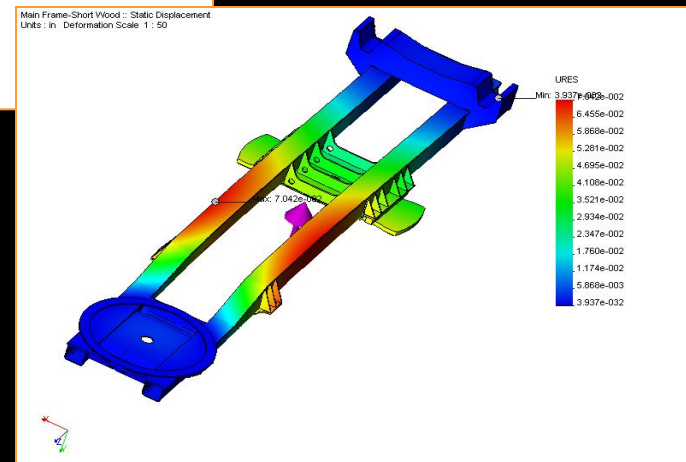 Main Frame-Short Wood :: Static Displacement
Units : in Deformation Scale 1 : 50
URES
Min: 3.937e-032
7.042e-002
6.455e-002
5.868e-002
5.281e-002
4.695e-002
4.108e-002
3.521e-002
2.934e-002
2.347e-002
1.760e-002
1.174e-002
5.868e-003
3.937e-032
Max: 7.042e-002
X
Z
Y